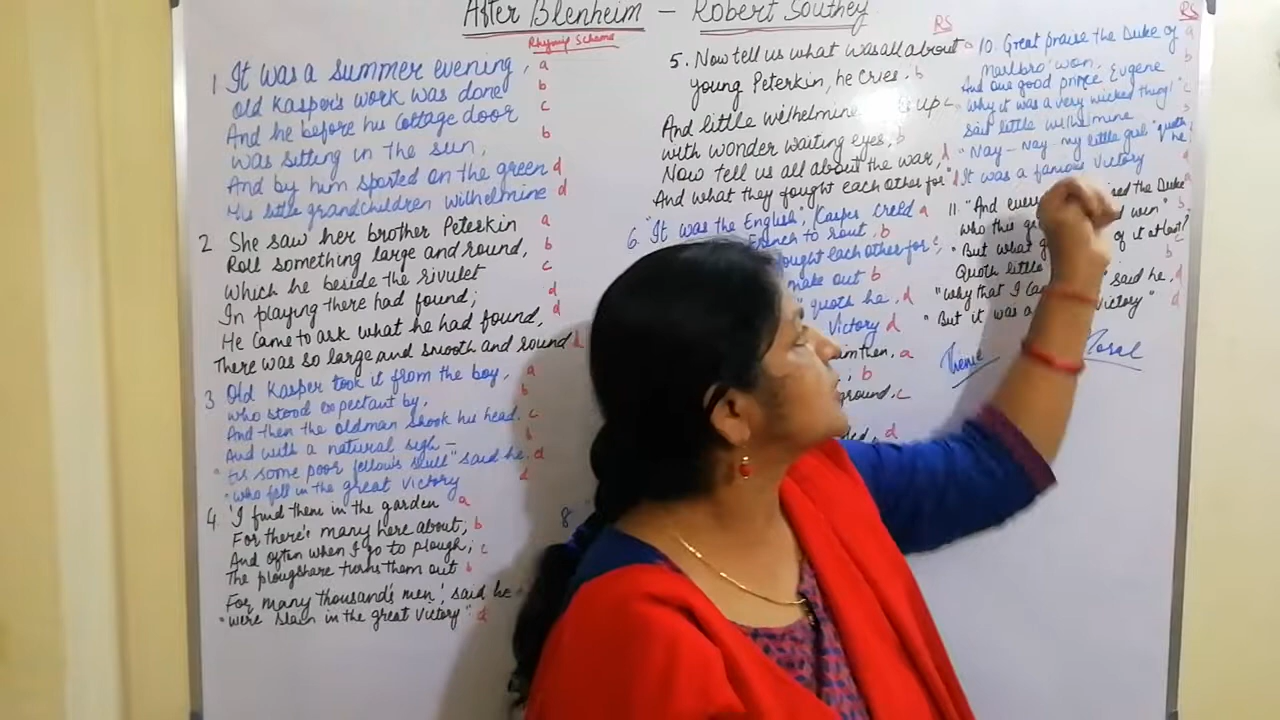 After Blenheim – Robert Southey
Rhyming Scheme
1 It was a summer evening, a
old Kasper's work was done b
And he before his cottage door c
was sitting in the sun, b
And by him sported on the green d
His little grandchildren wilhelmine d
2 She saw her brother Peterkin a
Roll something large and round, b
which he beside the rivulet c
In playing there had found; d
He came to ask what he had found, d
There was so large and smooth and round d
3 Old Kasper took it from the boy, a
who stood expectant by, b
And then the oldman shook his head. c
And with a natural sigh – b
"tis some poor fellow's skull" said he. d
"who fell in the great victory d
4 'I find them in the garden a
For there's many here about; b
And often when I go to plough; c
The ploughshare turns them out b
For many thousand's men', said he
"were slain in the great victory" d
RS
5. Now tell us what was all about a
young Peterkin, he cries. b
And little wilhelmine up c
with wonder waiting eyes, b
Now tell us all about the war, d
And what they fought each other for" d
6 "It was the English", Kasper creed a
French to rout. b
fought each other for, c
make out b
" quoth he, d
victory d
then, a
; b
ground, c
d
8
RS
10. Great praise the Duke of a
Marlbro' won, b
And our good prince Eugene
"why it was a very wicked thing!" c
said little wilhelmine
"Nay – Nay – my little girl "quoth he
It was a famous victory
11. "And every the Duke
who this win" b
"But what of it at last? c
Quoth little b
"why that I said he, d
"But it was a victory" d
Theme Moral